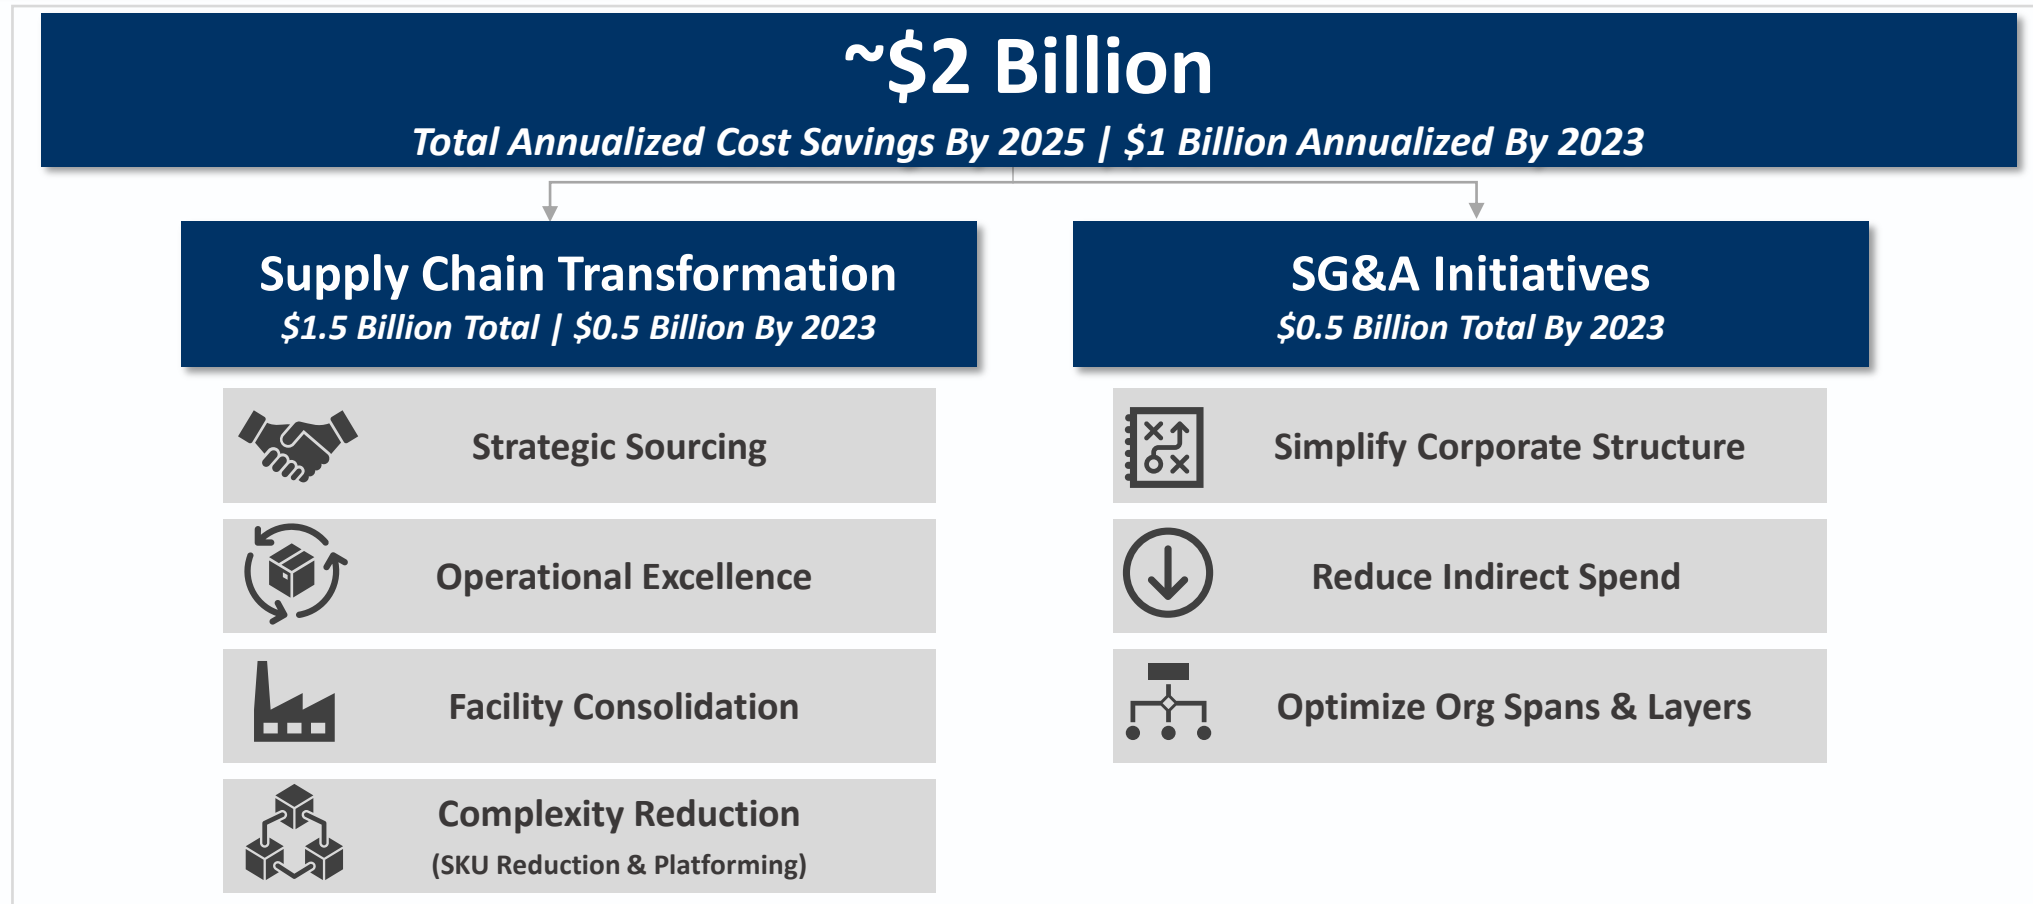 ~$2 Billion
Total Annualized Cost Savings By 2025 | $1 Billion Annualized By 2023
Supply Chain Transformation
$1.5 Billion Total | $0.5 Billion By 2023
Strategic Sourcing
Operational Excellence
Facility Consolidation
Complexity Reduction
(SKU Reduction & Platforming)
SG&A Initiatives
$0.5 Billion Total By 2023
Simplify Corporate Structure
Reduce Indirect Spend
Optimize Org Spans & Layers